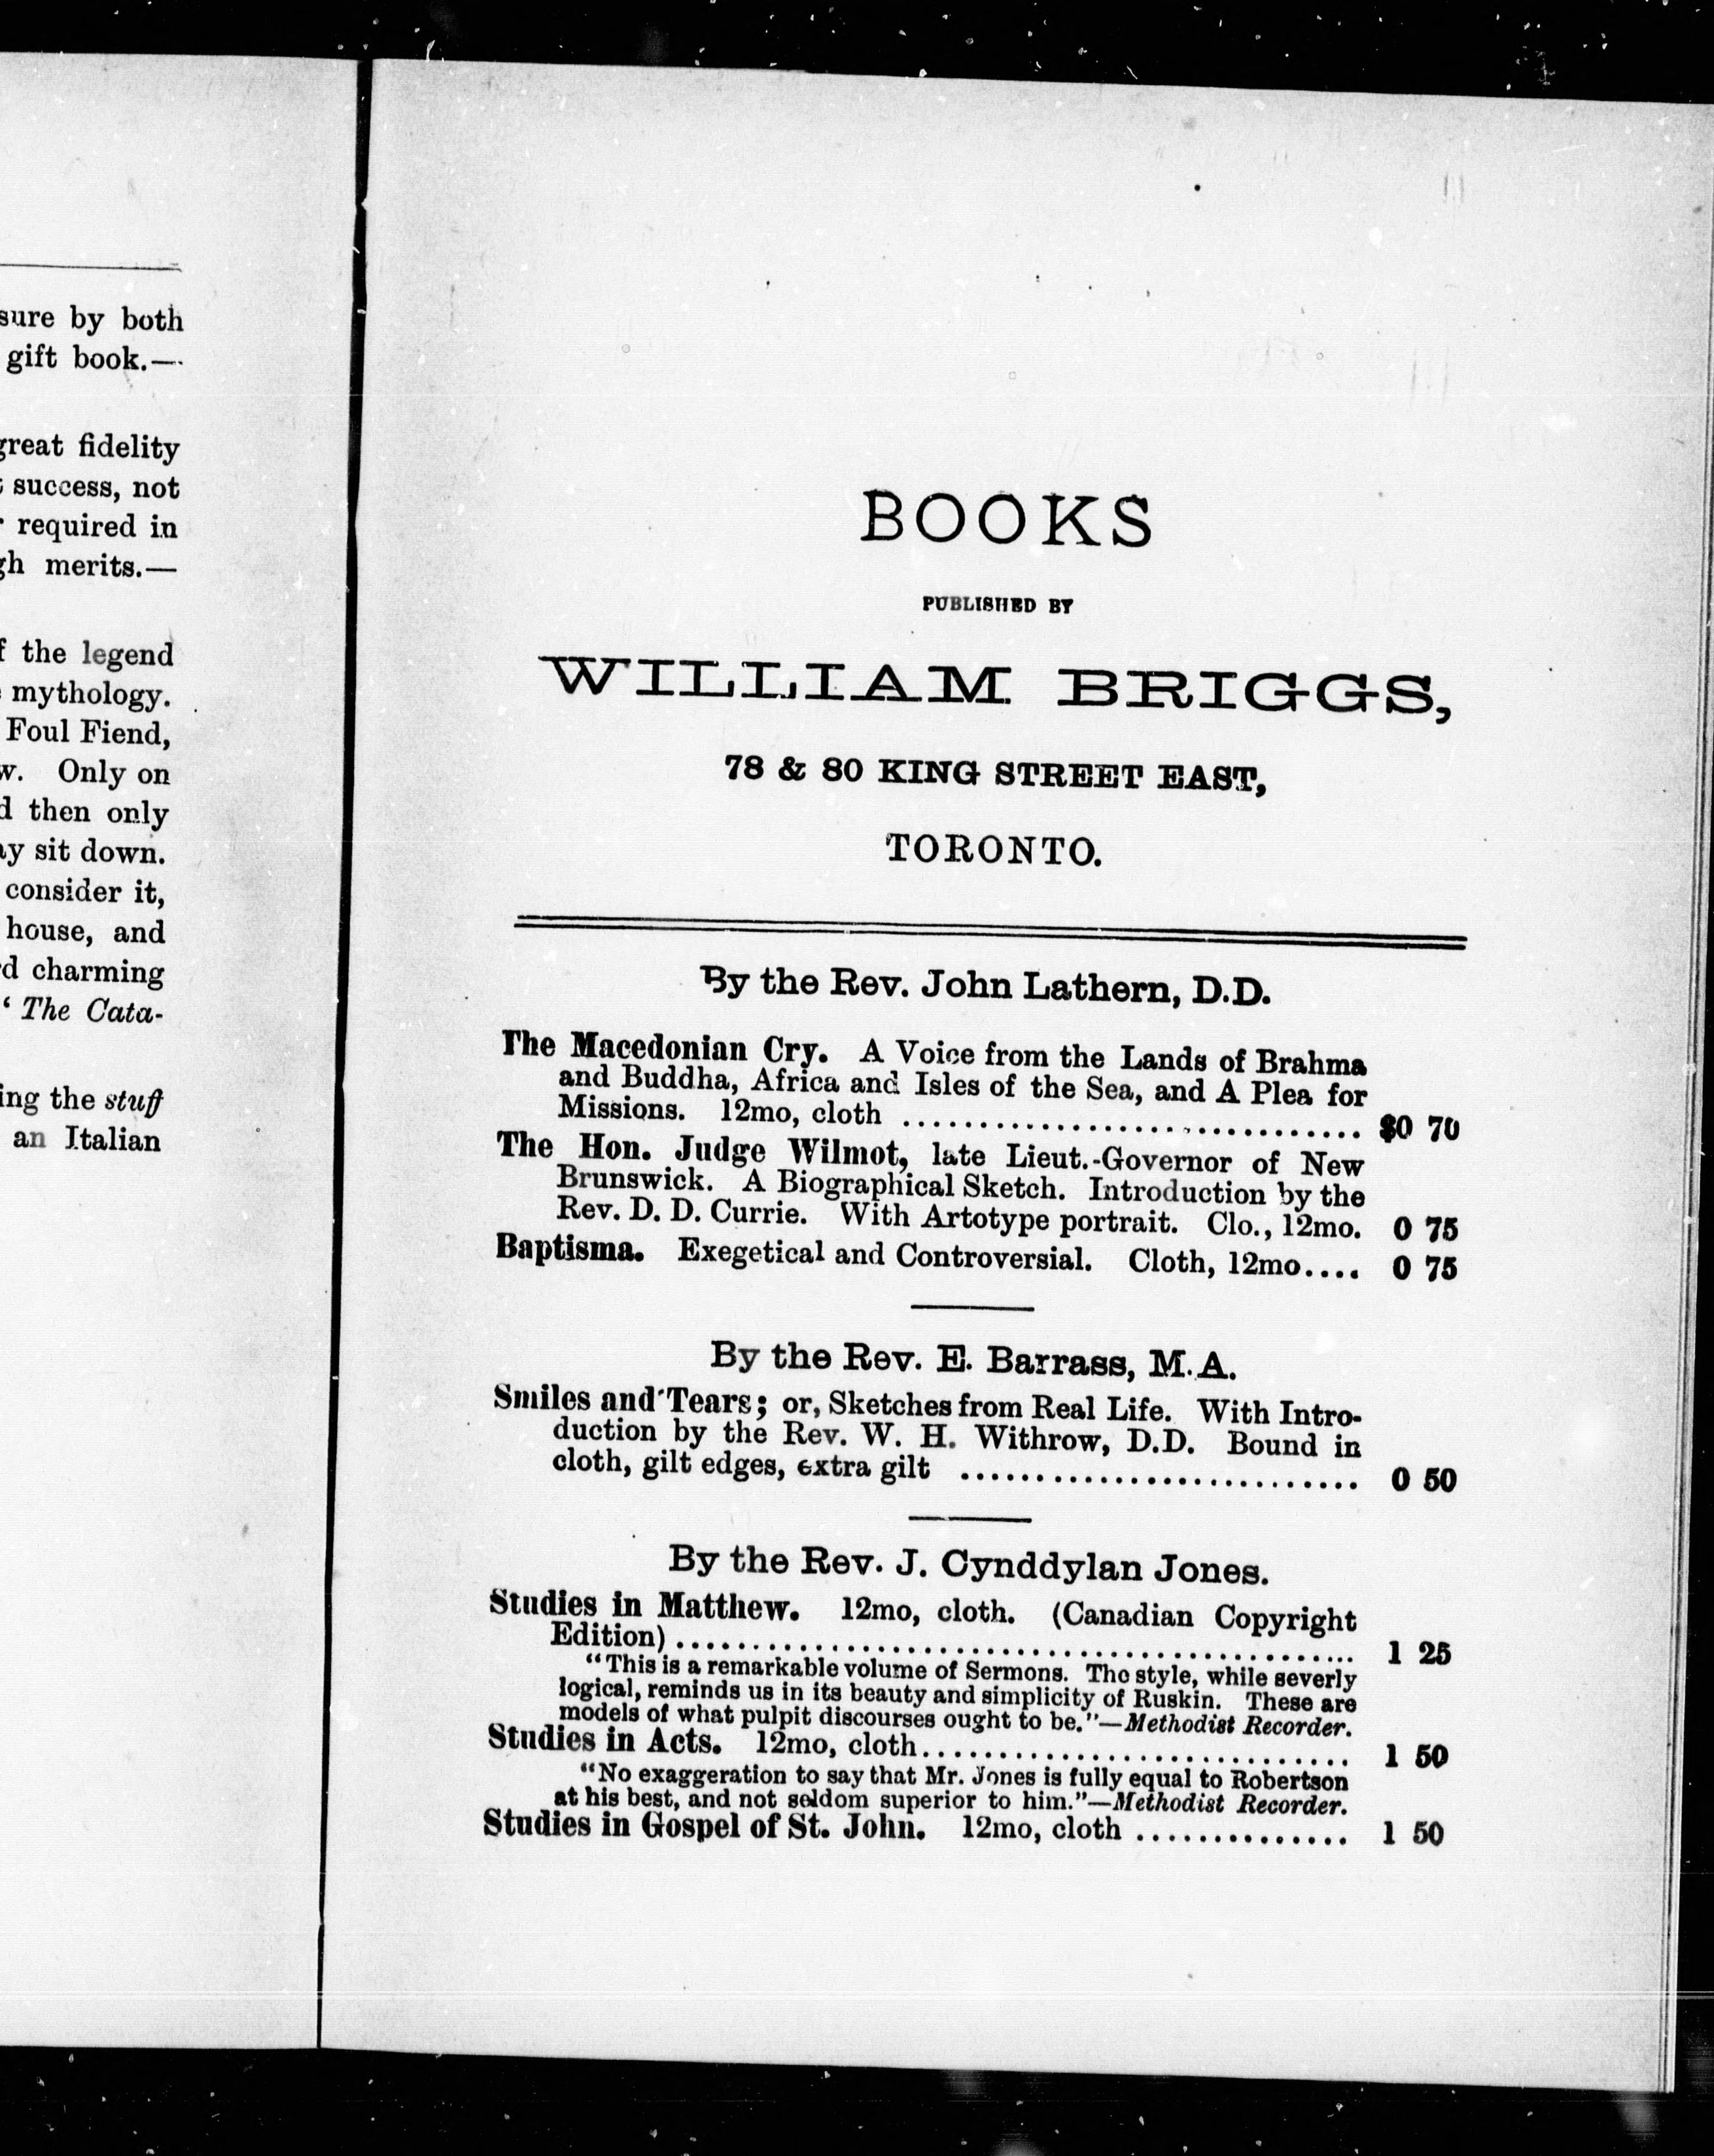 sure by both
gift book.—
great fidelity
success, not
required in
merits.—
the legend
mythology.
Foul Fiend,
Only on
then only
sit down.
consider it,
house, and
charming
‘ The Cata-
ing the stuff
an Italian
BOOKS
PUBLISHED BY
WILLIAM BRIGGS,
78 & 80 KING STREET EAST,
TORONTO.
By the Rev. John Lathern, D.D.
The Macedonian Cry. A Voice from the Lands of Brahma
and Buddha, Africa and Isles of the Sea, and A Plea for
Missions. 12mo, cloth .............................. $0 70
The Hon. Judge Wilmot, late Lieut.-Governor of New
Brunswick. A Biographical Sketch. Introduction by the
Rev. D. D. Currie. With Artotype portrait. Clo., 12mo. 0 75
Baptisma. Exegetical and Controversial. Cloth, 12mo.... 0 75
By the Rev. E. Barrass, M.A.
Smiles and Tears; or, Sketches from Real Life. With Intro-
duction by the Rev. W. H. Withrow, D.D. Bound in
cloth, gilt edges, extra gilt ........................... 0 50
By the Rev. J. Cynddylan Jones.
Studies in Matthew. 12mo, cloth. (Canadian Copyright
Edition)............................................. 1 25
“This is a remarkable volume of Sermons. The style, while severly
logical, reminds us in its beauty and simplicity of Ruskin. These are
models of what pulpit discourses ought to be.”—Methodist Recorder.
Studies in Acts. 12mo, cloth............................. 1 50
“No exaggeration to say that Mr. Jones is fully equal to Robertson
at his best, and not seldom superior to him.”—Methodist Recorder.
Studies in Gospel of St. John. 12mo, cloth .............. 1 50